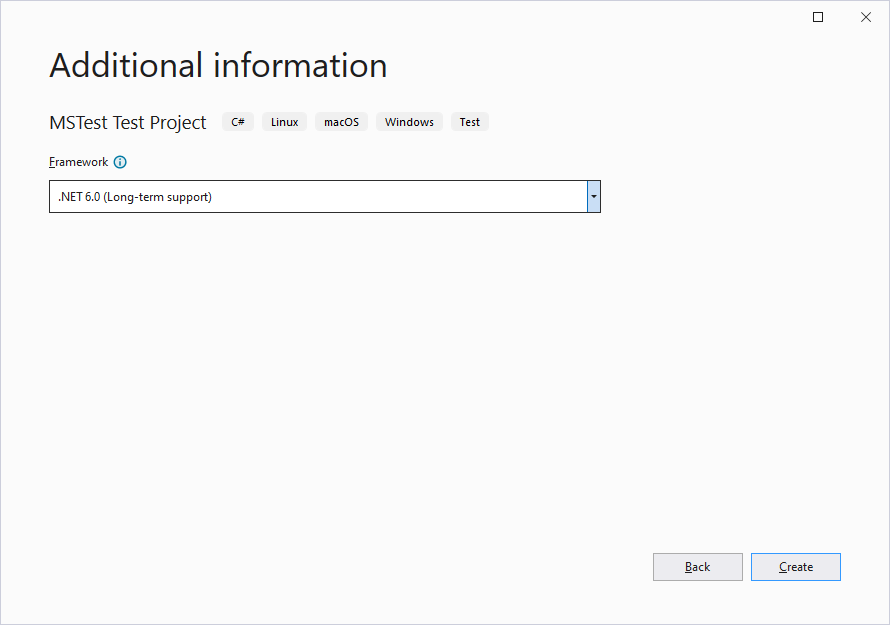 Additional information
MSTest Test Project C# Linux macOS Windows Test
Framework
.NET 6.0 (Long-term support)
Back Create